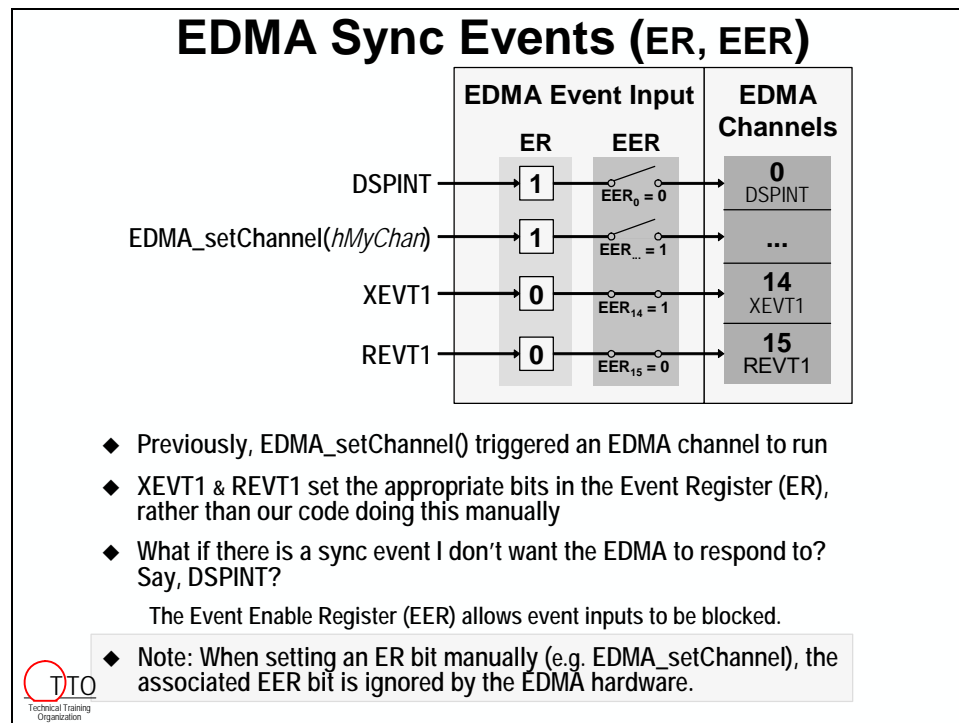 EDMA Sync Events (ER, EER)
EDMA Event Input
EDMA
Channels
ER EER
DSPINT 1 EER0 = 0 0
DSPINT
EDMA_setChannel(hMyChan) 1 EER... = 1 ...
XEVT1 0 EER14 = 1 14
XEVT1
REVT1 0 EER15 = 0 15
REVT1
◆ Previously, EDMA_setChannel() triggered an EDMA channel to run
◆ XEVT1 & REVT1 set the appropriate bits in the Event Register (ER),
rather than our code doing this manually
◆ What if there is a sync event I don't want the EDMA to respond to?
Say, DSPINT?
The Event Enable Register (EER) allows event inputs to be blocked.
◆ Note: When setting an ER bit manually (e.g. EDMA_setChannel), the
associated EER bit is ignored by the EDMA hardware.
TTO
Technical Training
Organization